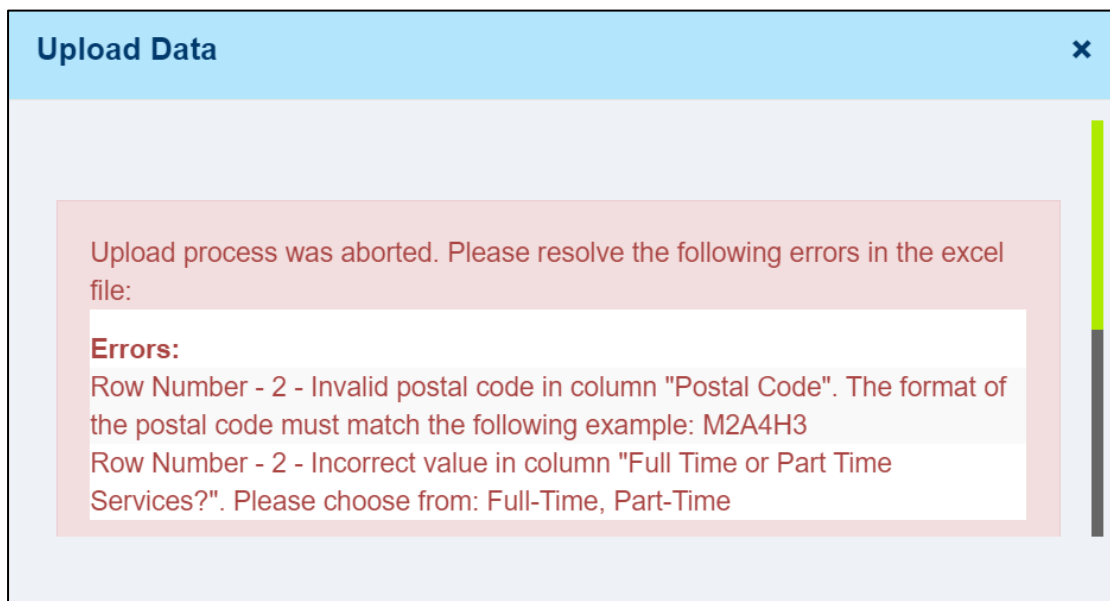 Upload Data ×
Upload process was aborted. Please resolve the following errors in the excel
file:
Errors:
Row Number - 2 - Invalid postal code in column "Postal Code". The format of
the postal code must match the following example: M2A4H3
Row Number - 2 - Incorrect value in column "Full Time or Part Time
Services?". Please choose from: Full-Time, Part-Time